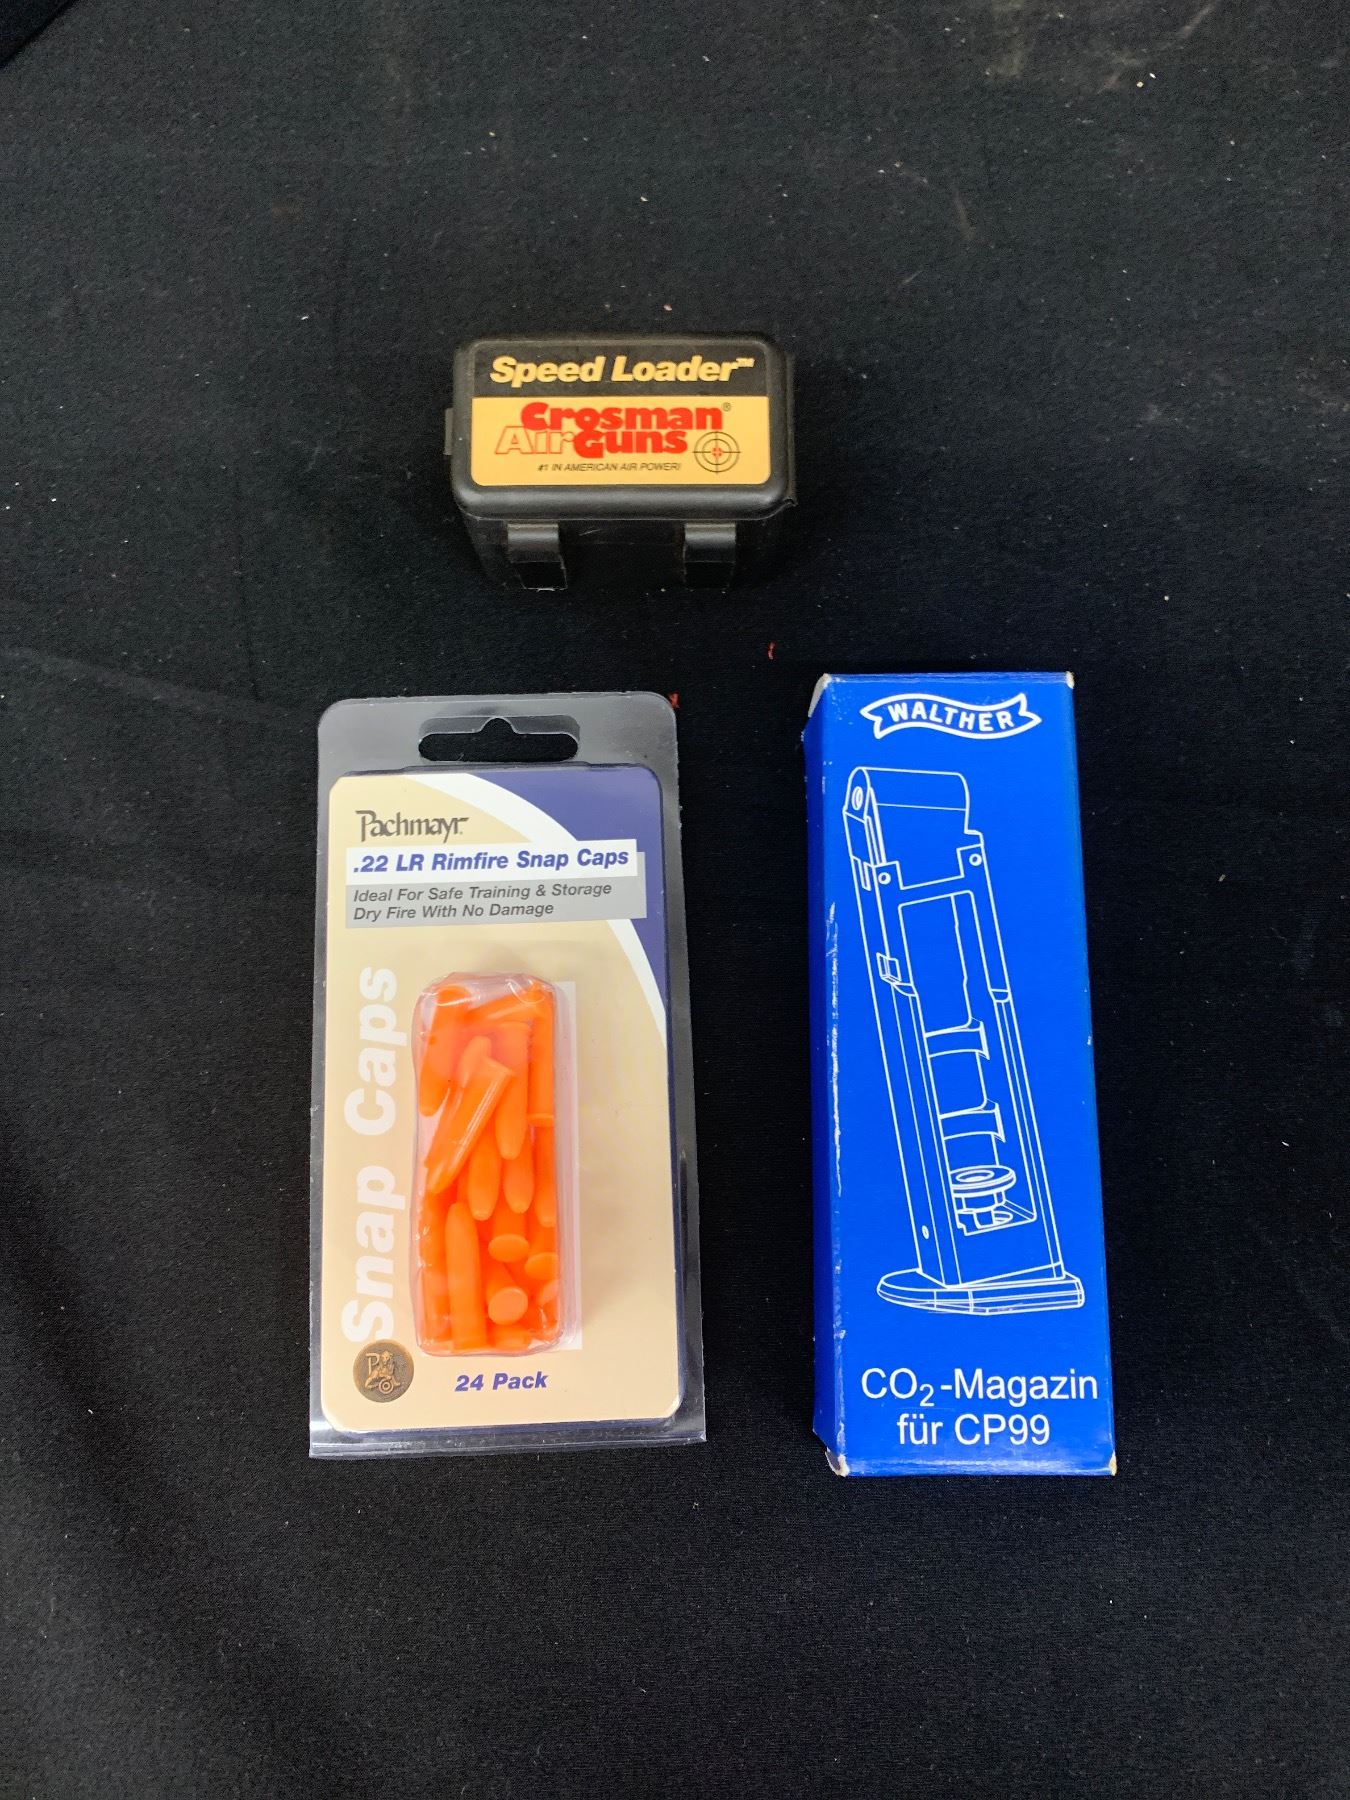 Speed Loader™
Crosman®
AirGuns
#1 IN AMERICAN AIR POWER!
Pachmayr
.22 LR Rimfire Snap Caps
Ideal For Safe Training & Storage
Dry Fire With No Damage
Snap Caps
P
24 Pack
WALTHER
CO₂-Magazin
für CP99